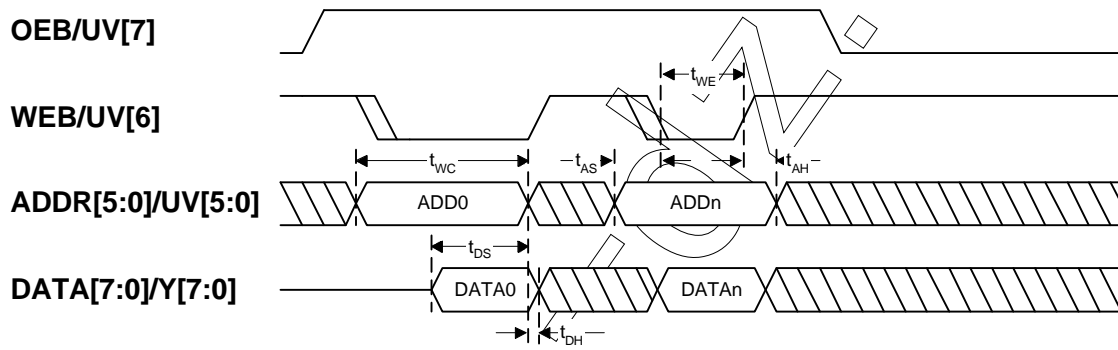 OEB/UV[7]
tWE
WEB/UV[6]
tWC
tAS
tAH
ADDR[5:0]/UV[5:0]
ADD0
ADDn
tDS
DATA[7:0]/Y[7:0]
DATA0
DATAn
tDH